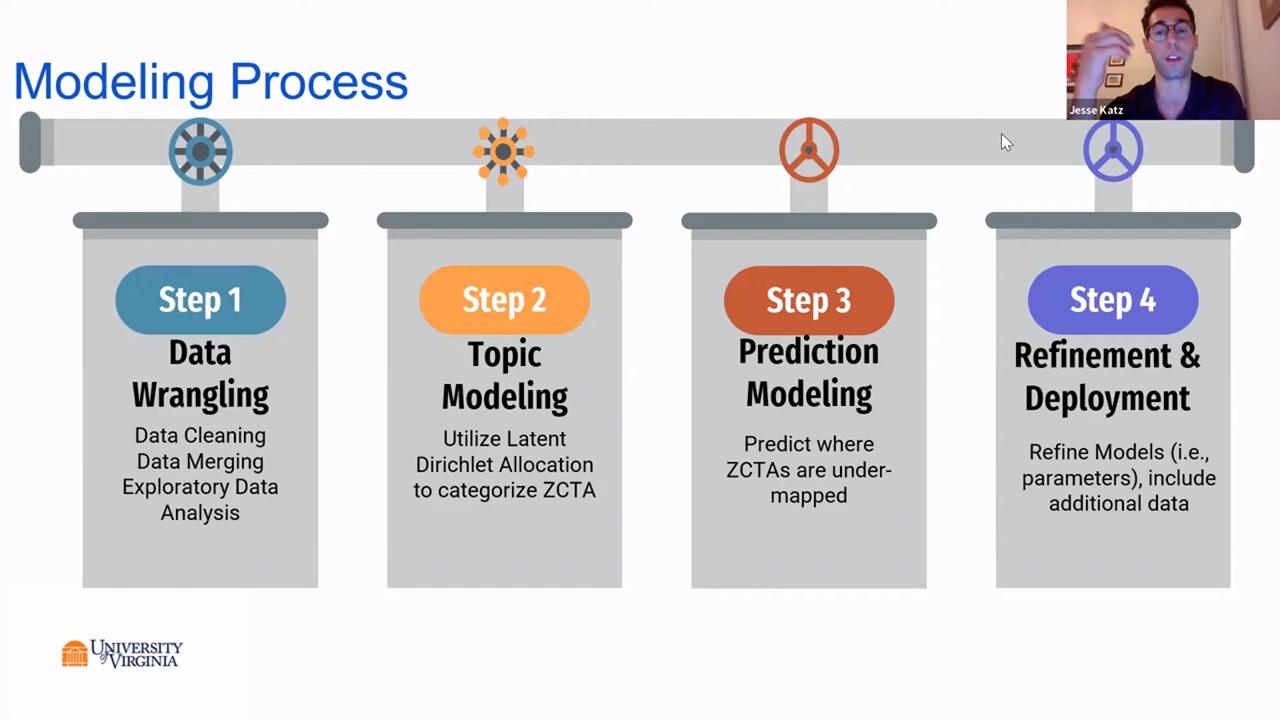 Modeling Process
Jesse Katz
Step 1
Data
Wrangling
Data Cleaning
Data Merging
Exploratory Data
Analysis
Step 2
Topic
Modeling
Utilize Latent
Dirichlet Allocation
to categorize ZCTA
Step 3
Prediction
Modeling
Predict where
ZCTAs are under-
mapped
Step 4
Refinement &
Deployment
Refine Models (i.e.,
parameters), include
additional data
UNIVERSITY
of VIRGINIA